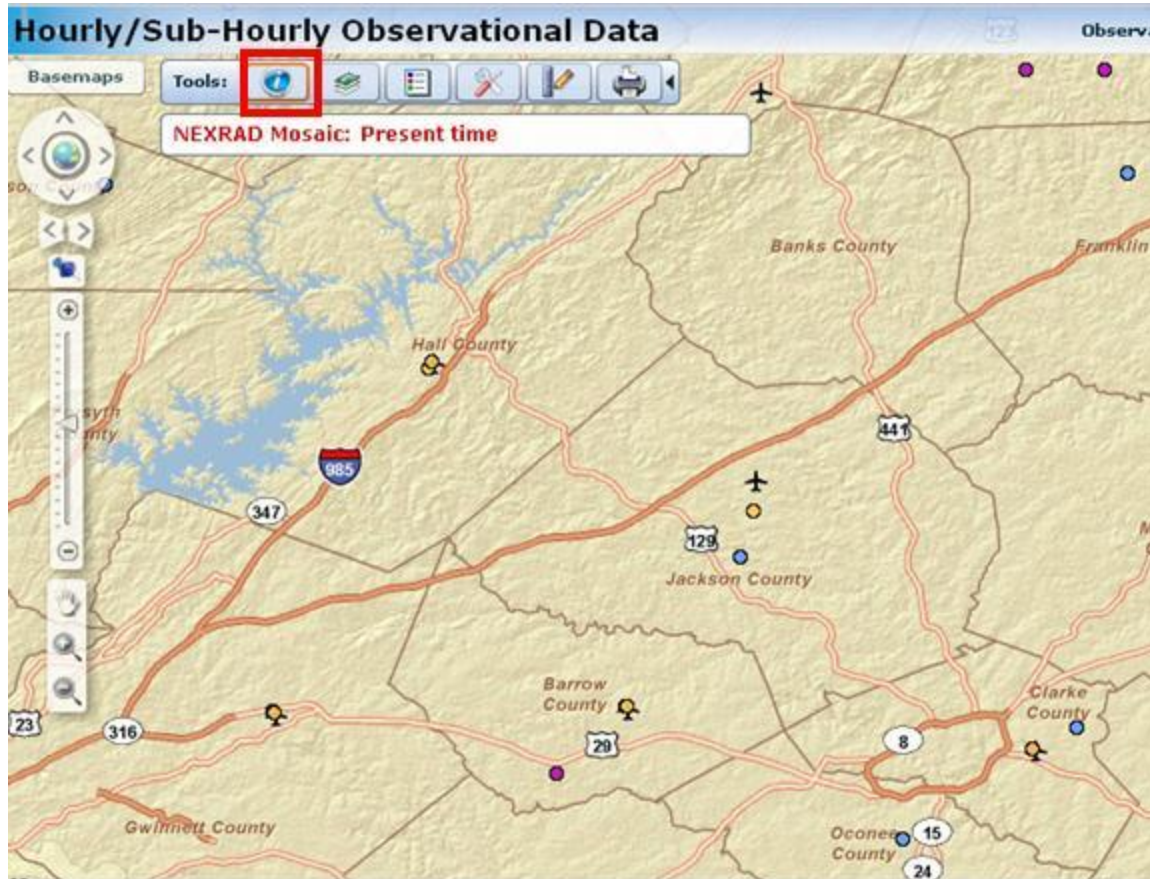 Hourly/Sub-Hourly Observational Data
123
Observa
Basemaps
Tools:
NEXRAD Mosaic: Present time
Banks County
Franklin
Hall County
441
985
347
129
Jackson County
Barrow
County
Clarke
County
23
316
29
8
Gwinnett County
Oconee
County
15
24